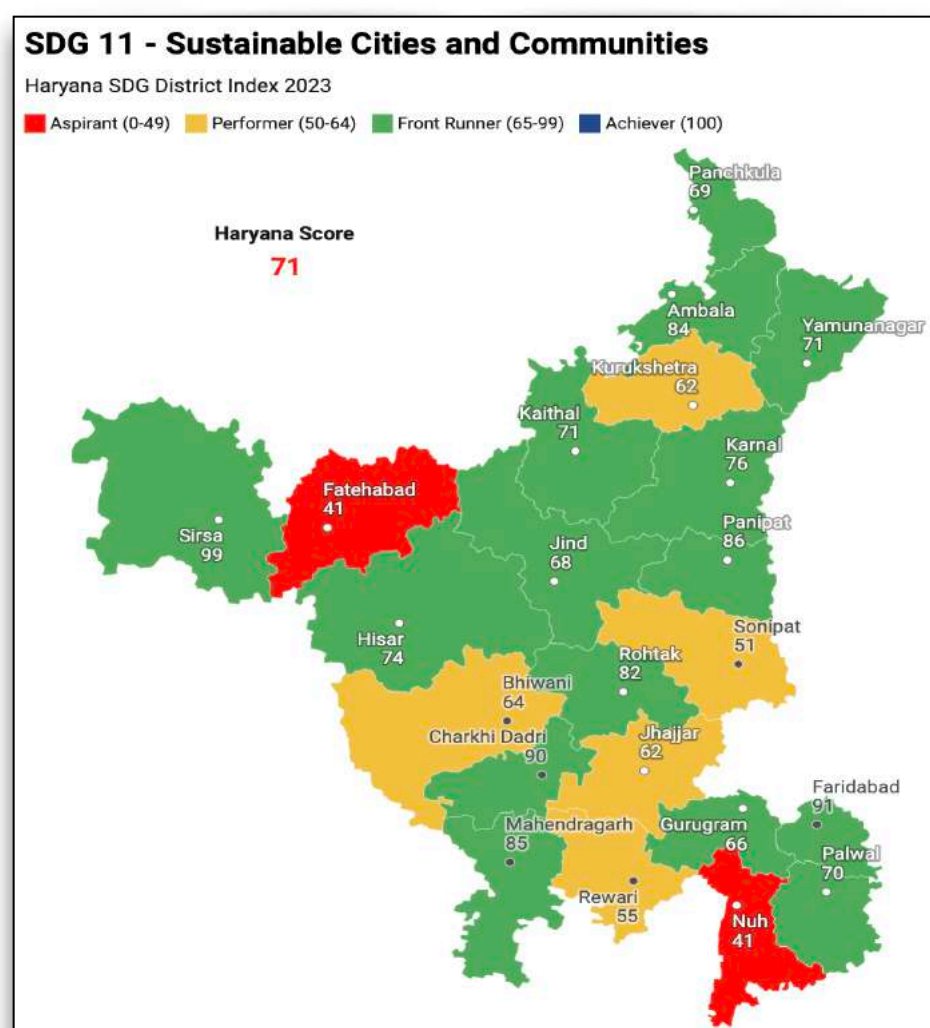 SDG 11 - Sustainable Cities and Communities
Haryana SDG District Index 2023
Aspirant (0-49) Performer (50-64) Front Runner (65-99) Achiever (100)
Panchkula
69
Haryana Score
71
Ambala
84
Yamunanagar
71
Kurukshetra
62
Kaithal
71
Karnal
76
Fatehabad
41
Panipat
86
Sirsa
99
Jind
68
Sonipat
51
Hisar
74
Rohtak
82
Bhiwani
64
Charkhi Dadri
90
Jhajjar
62
Faridabad
91
Mahendragarh
85
Gurugram
66
Palwal
70
Rewari
55
Nuh
41